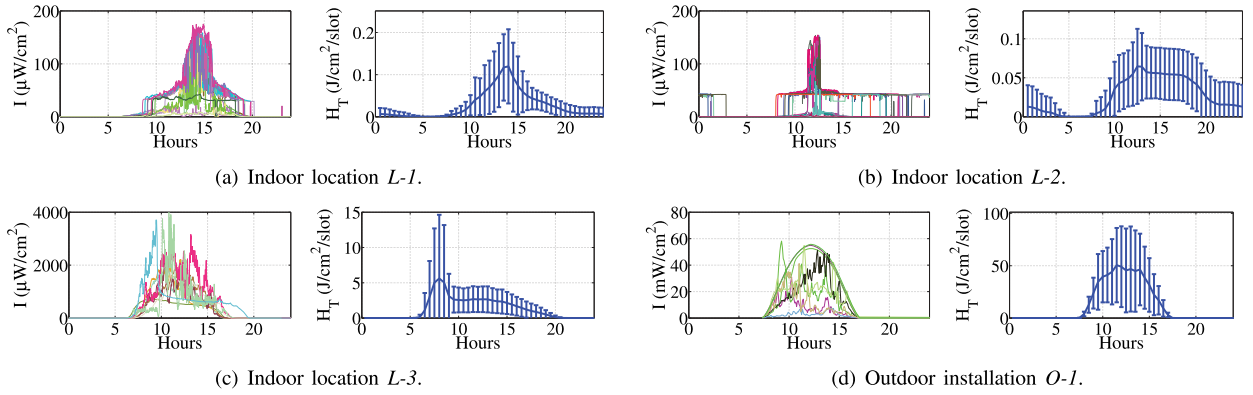 200
100
0
I (μW/cm²)
0 5 10 15 20
Hours
0.2
0.1
0
H_T (J/cm²/slot)
0 5 10 15 20
Hours
(a) Indoor location L-1.
200
100
0
I (μW/cm²)
0 5 10 15 20
Hours
0.1
0.05
0
H_T (J/cm²/slot)
0 5 10 15 20
Hours
(b) Indoor location L-2.
4000
2000
0
I (μW/cm²)
0 5 10 15 20
Hours
15
10
5
0
H_T (J/cm²/slot)
0 5 10 15 20
Hours
(c) Indoor location L-3.
80
60
40
20
0
I (mW/cm²)
0 5 10 15 20
Hours
100
50
0
H_T (J/cm²/slot)
0 5 10 15 20
Hours
(d) Outdoor installation O-1.